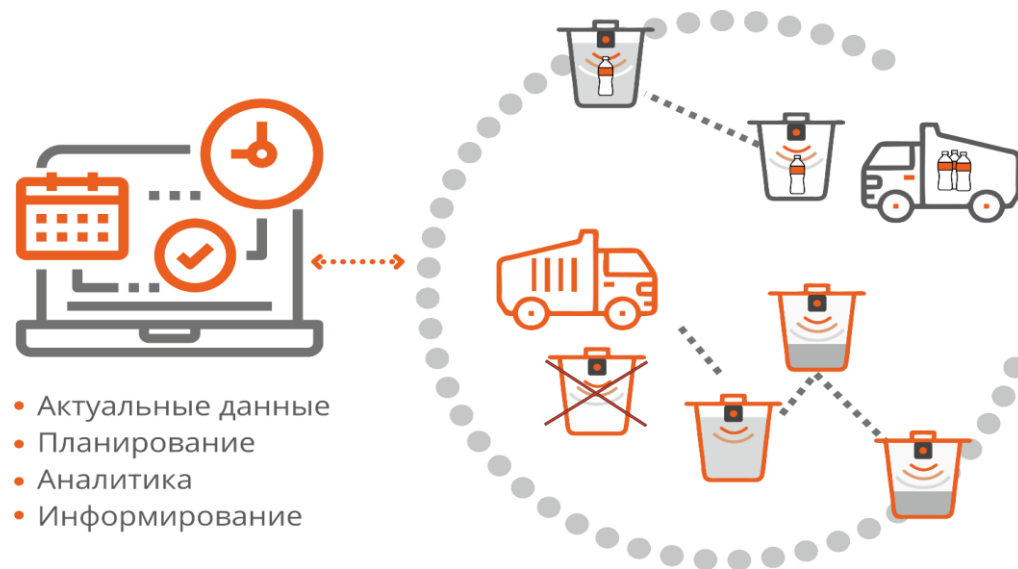 Актуальные данные
Планирование
Аналитика
Информирование